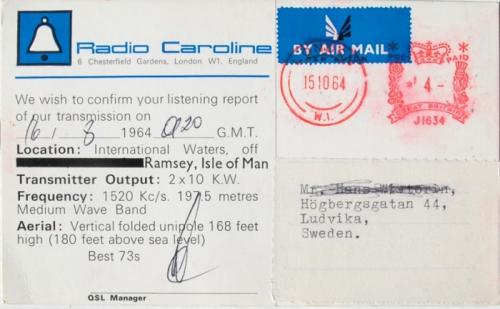 Radio Caroline
6 Chesterfield Gardens, London W1. England
We wish to confirm your listening report
of our transmission on
16 / 8 1964 0120 G.M.T.
Location: International Waters, off
Ramsey, Isle of Man
Transmitter Output: 2 x 10 K.W.
Frequency: 1520 Kc/s. 197.5 metres
Medium Wave Band
Aerial: Vertical folded unipole 168 feet
high (180 feet above sea level)
Best 73s
QSL Manager
BY AIR MAIL
15 10 64
W.1.
PAID
4
GREAT BRITAIN
J1634
Mr.
Högbergsgatan 44,
Ludvika,
Sweden.